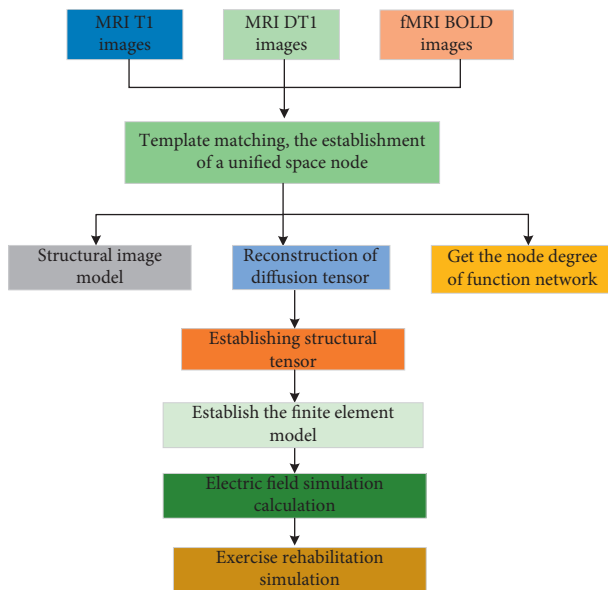 MRI T1
images
MRI DT1
images
fMRI BOLD
images
Template matching, the establishment
of a unified space node
Structural image
model
Reconstruction of
diffusion tensor
Get the node degree
of function network
Establishing structural
tensor
Establish the finite element
model
Electric field simulation
calculation
Exercise rehabilitation
simulation